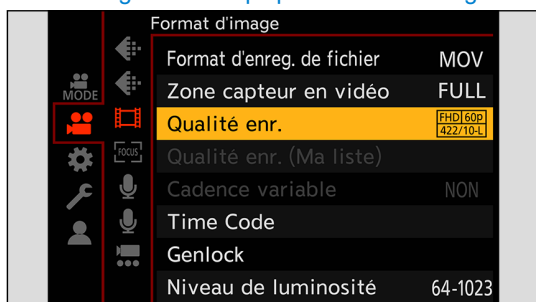 Format d'image
Format d'enreg. de fichier MOV
Zone capteur en vidéo FULL
MODE
Qualité enr. FHD 60p 422/10-L
FOCUS
Qualité enr. (Ma liste)
Cadence variable NON
Time Code
Genlock
Niveau de luminosité 64-1023